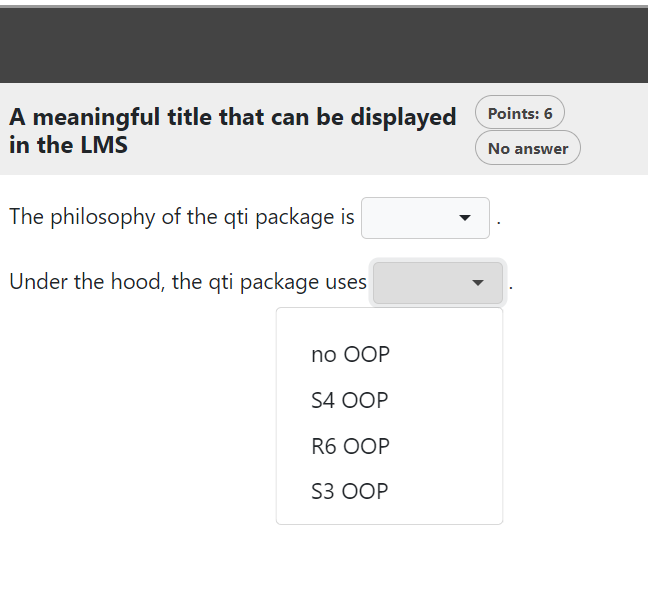 A meaningful title that can be displayed
in the LMS
Points: 6
No answer
The philosophy of the qti package is .
Under the hood, the qti package uses .
no OOP
S4 OOP
R6 OOP
S3 OOP